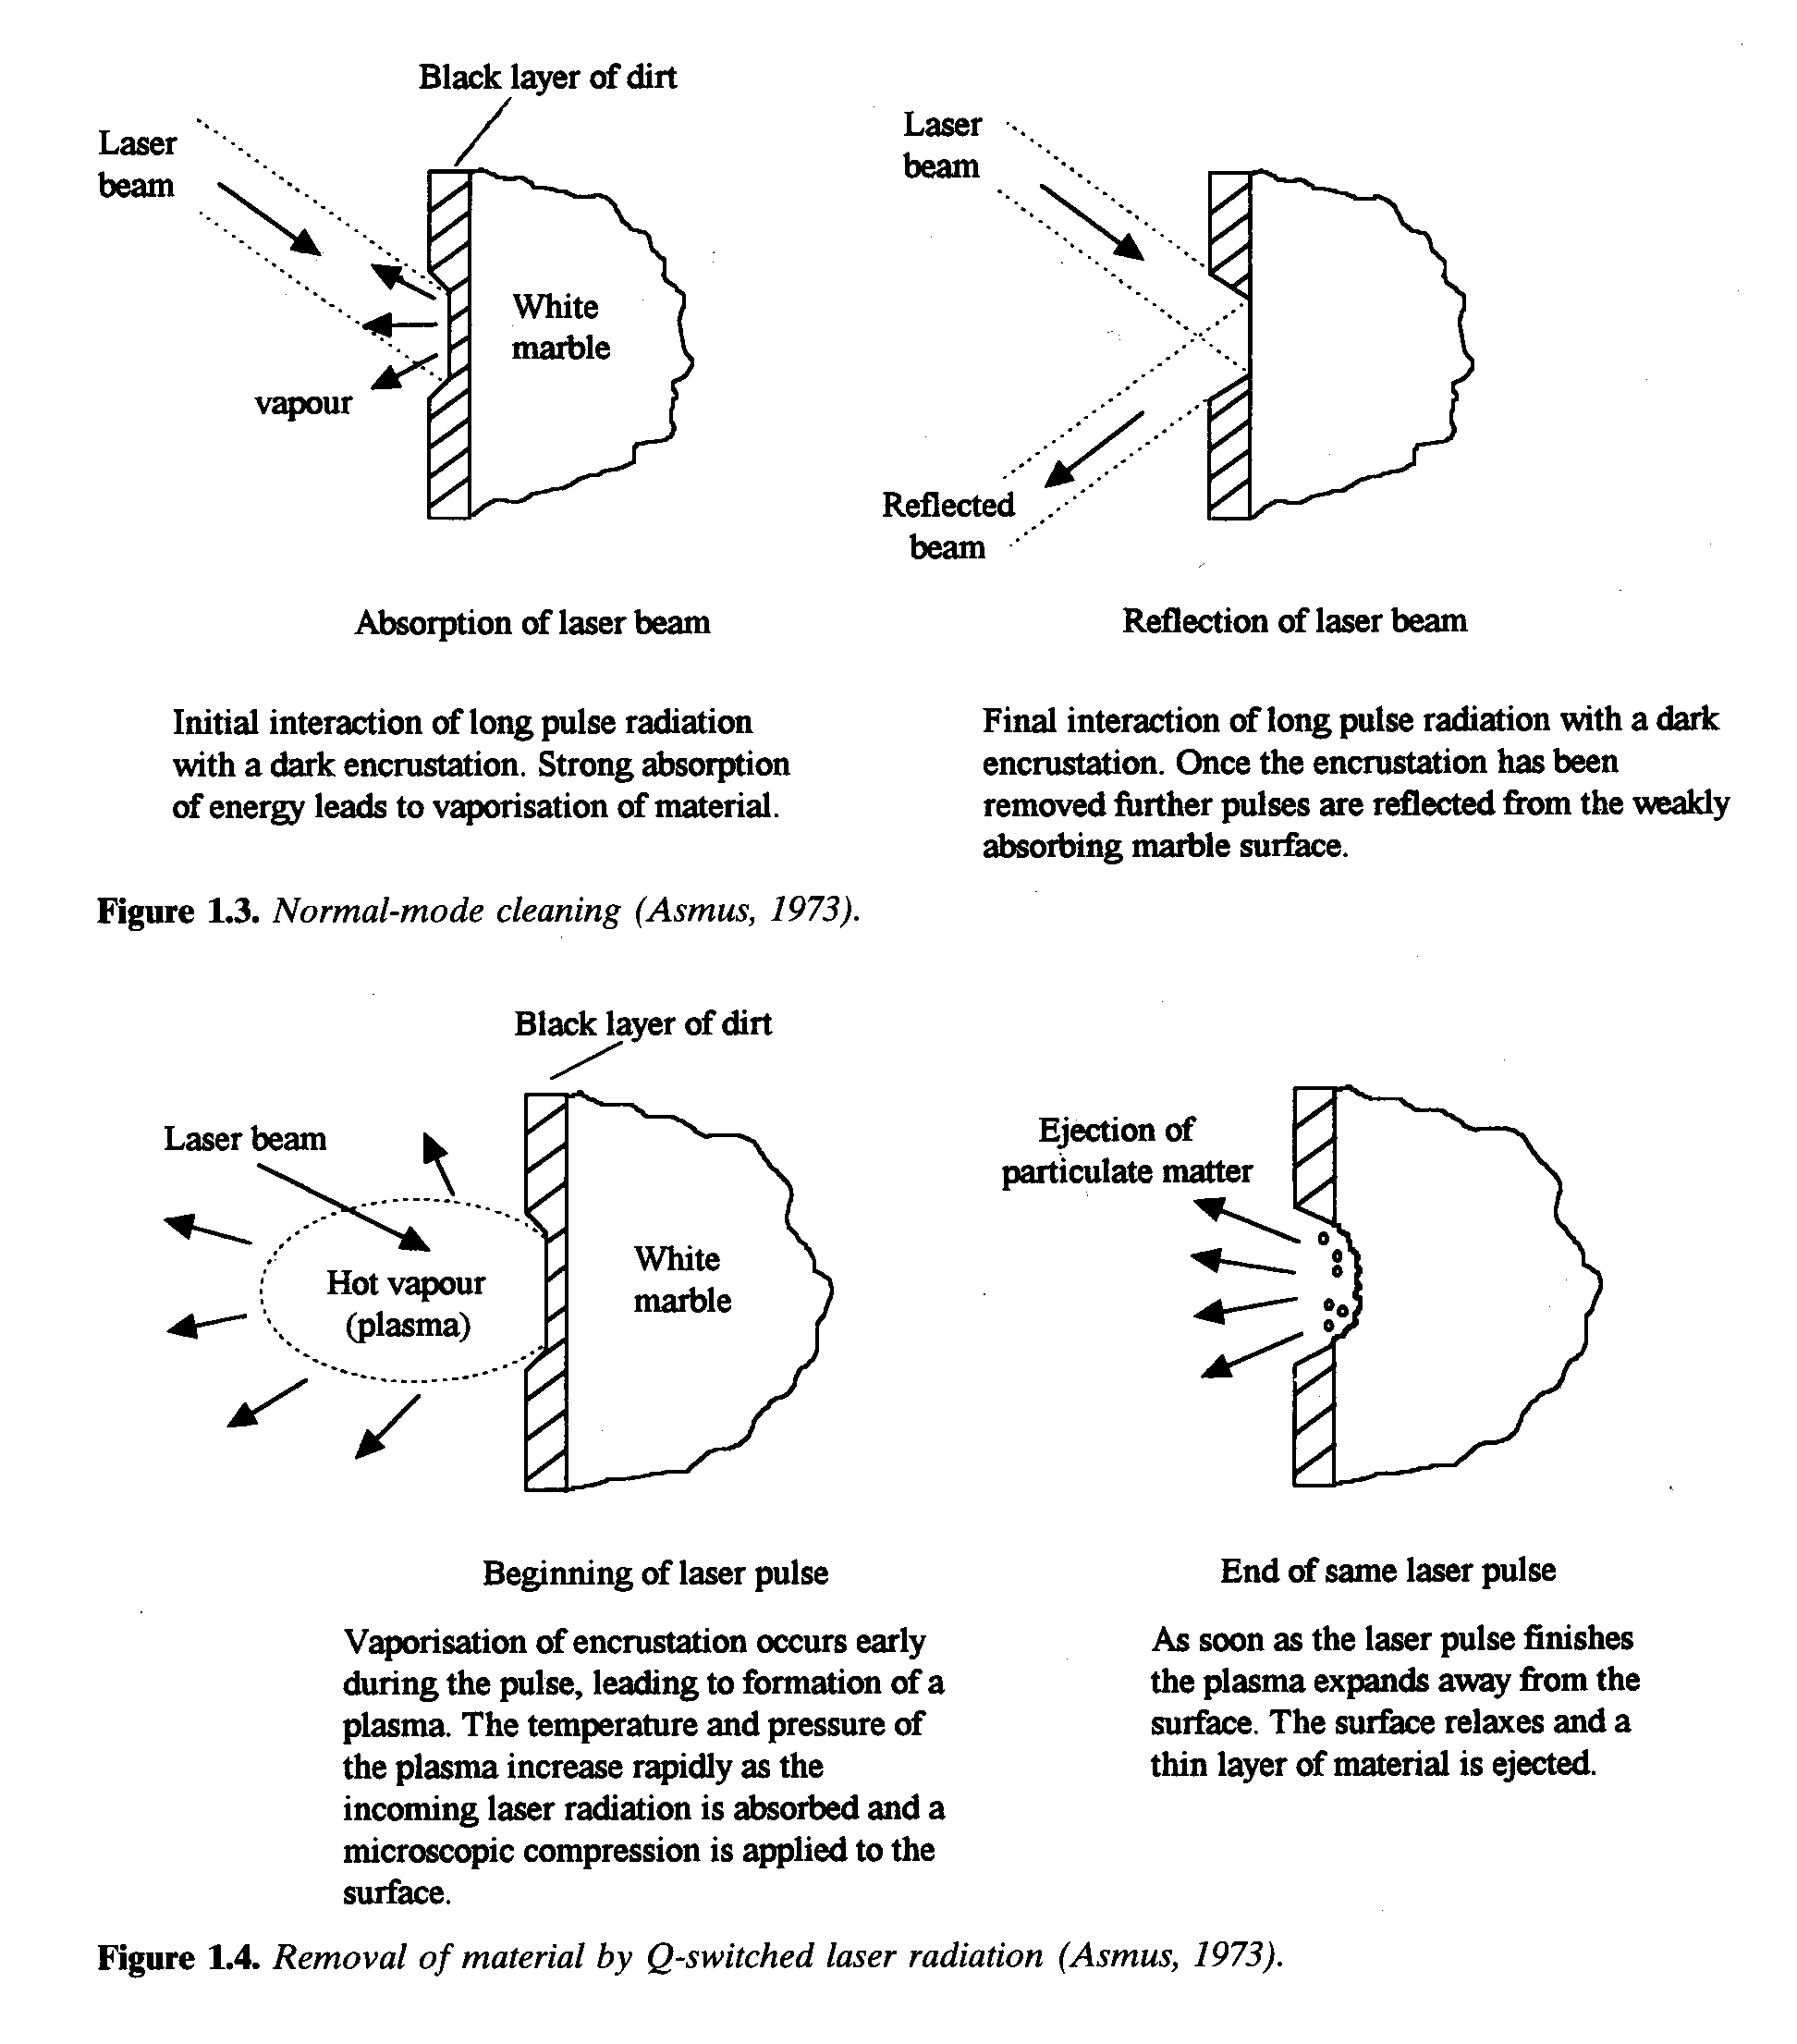 Black layer of dirt
Laser
beam
White
marble
vapour
Absorption of laser beam
Initial interaction of long pulse radiation
with a dark encrustation. Strong absorption
of energy leads to vaporisation of material.
Laser
beam
Reflected
beam
Reflection of laser beam
Final interaction of long pulse radiation with a dark
encrustation. Once the encrustation has been
removed further pulses are reflected from the weakly
absorbing marble surface.
Figure 1.3. Normal-mode cleaning (Asmus, 1973).
Black layer of dirt
Laser beam
Hot vapour
(plasma)
White
marble
Beginning of laser pulse
Vaporisation of encrustation occurs early
during the pulse, leading to formation of a
plasma. The temperature and pressure of
the plasma increase rapidly as the
incoming laser radiation is absorbed and a
microscopic compression is applied to the
surface.
Ejection of
particulate matter
End of same laser pulse
As soon as the laser pulse finishes
the plasma expands away from the
surface. The surface relaxes and a
thin layer of material is ejected.
Figure 1.4. Removal of material by Q-switched laser radiation (Asmus, 1973).